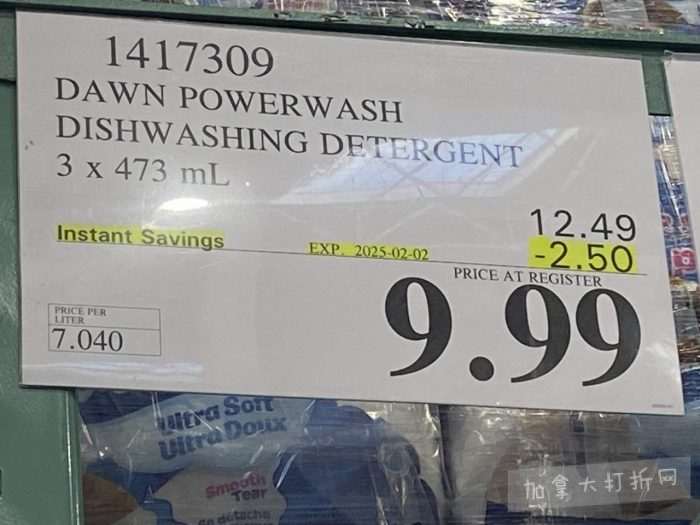 1417309
DAWN POWERWASH
DISHWASHING DETERGENT
3 x 473 mL
12.49
Instant Savings EXP. 2025-02-02 -2.50
PRICE AT REGISTER
9.99
PRICE PER
LITER
7.040
Ultra Soft
Ultra Doux
Smooth
Tear
加拿大打折网